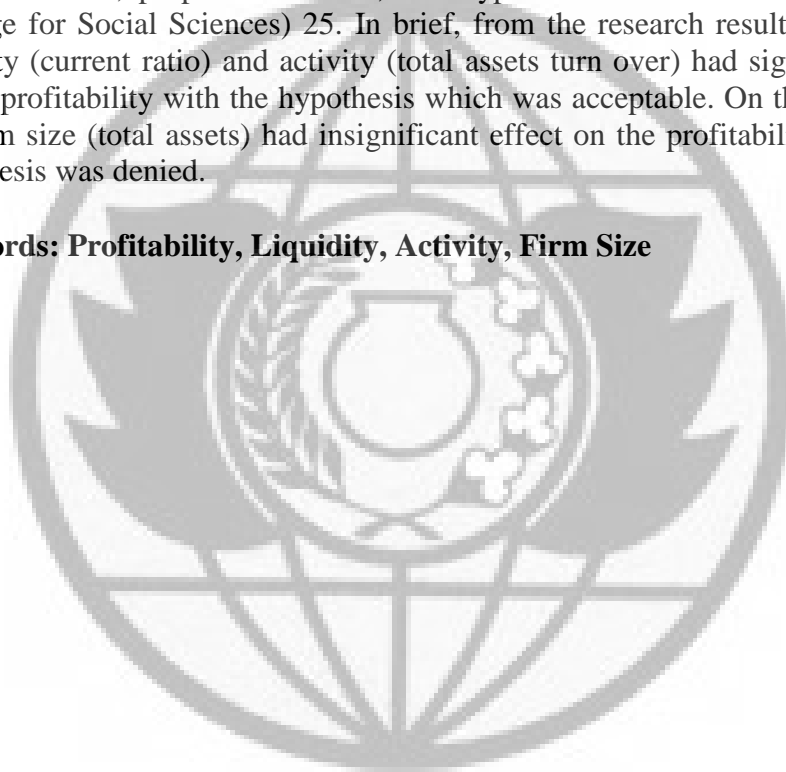 ge for Social Sciences) 25. In brief, from the research result
ty (current ratio) and activity (total assets turn over) had sig
profitability with the hypothesis which was acceptable. On th
m size (total assets) had insignificant effect on the profitabili
esis was denied.
ords: Profitability, Liquidity, Activity, Firm Size